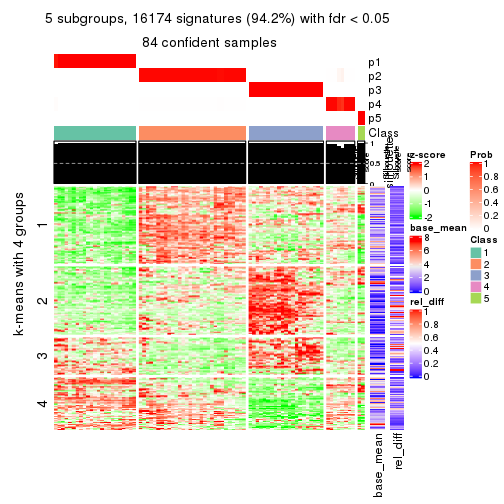 5 subgroups, 16174 signatures (94.2%) with fdr < 0.05
84 confident samples
p1
p2
p3
p4
p5
Class
1
0.5
0
k-means with 4 groups
1
2
3
4
base_mean
rel_diff
z-score
2
1
0
-1
-2
base_mean
8
6
4
2
0
rel_diff
1
0.8
0.6
0.4
0.2
0
Prob
1
0.8
0.6
0.4
0.2
0
Class
1
2
3
4
5